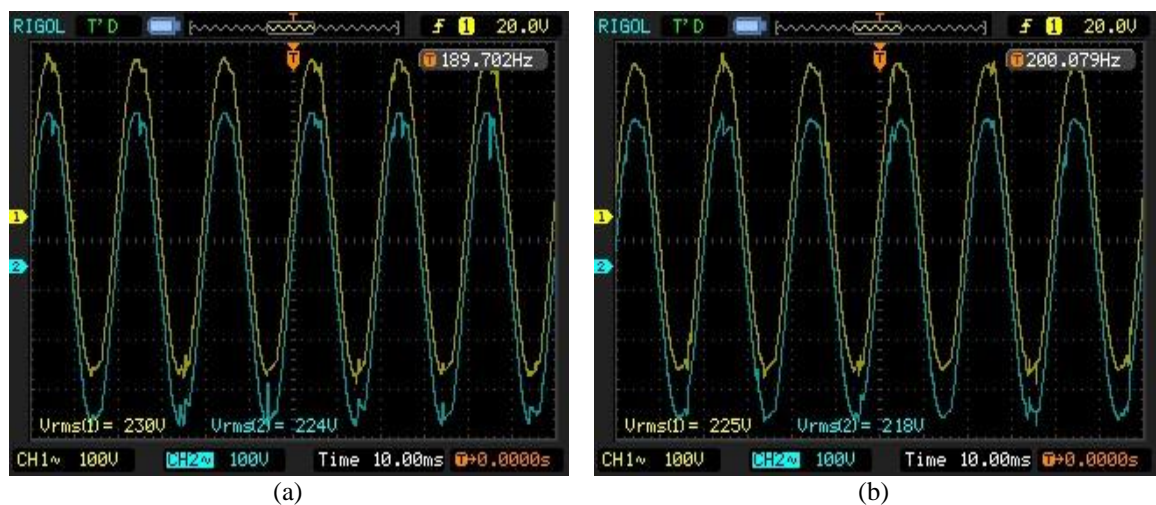 RIGOL T'D T 1 20.0V
T T 189.702Hz
1
2
Vrms(1)= 230V Vrms(2)= 224V
CH1~ 100V CH2~ 100V Time 10.00ms T→0.0000s
(a)
RIGOL T'D T 1 20.0V
T T 200.079Hz
1
2
Vrms(1)= 225V Vrms(2)= 218V
CH1~ 100V CH2~ 100V Time 10.00ms T→0.0000s
(b)